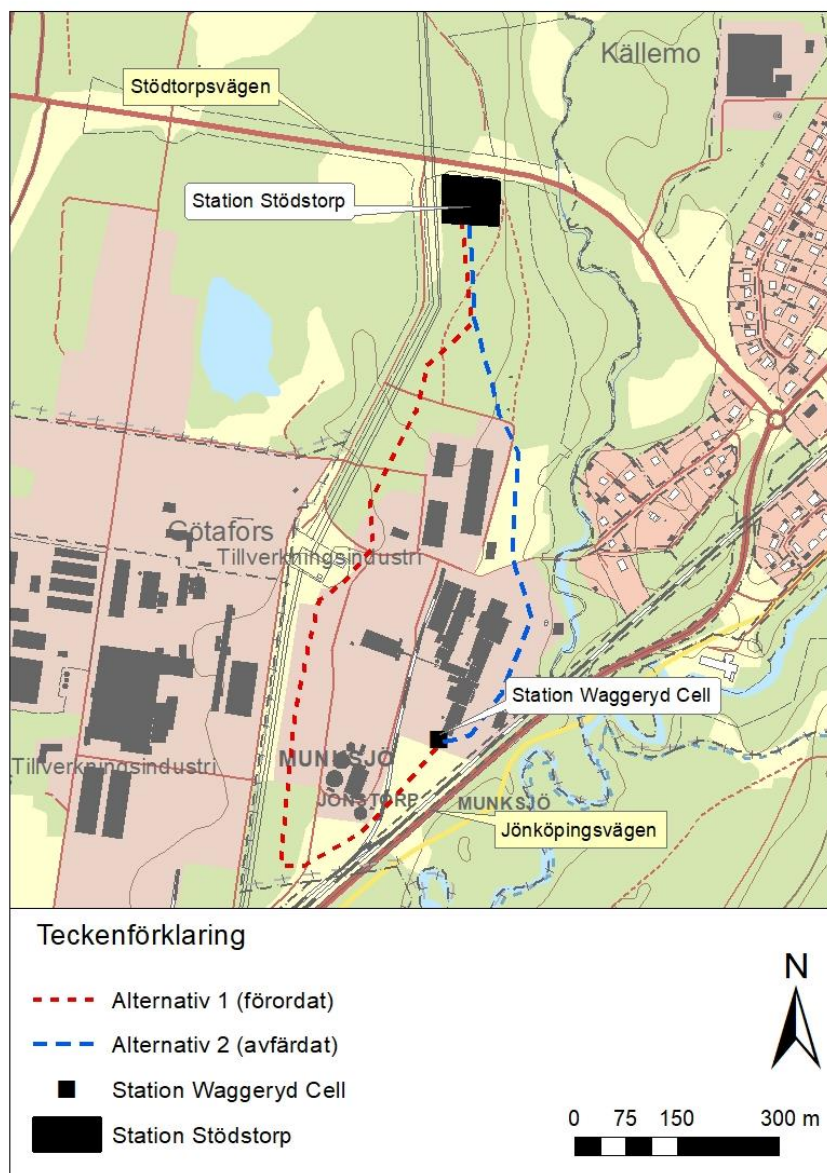 Källemo
Stödtorpsvägen
Station Stödstorp
Götafors
Tillverkningsindustri
Station Waggeryd Cell
MUNKSJÖ
Tillverkningsindustri
JONSTORP
MUNKSJÖ
Jönköpingsvägen
Teckenförklaring
N
Alternativ 1 (förordat)
Alternativ 2 (avfärdat)
Station Waggeryd Cell
Station Stödstorp
0 75 150 300 m